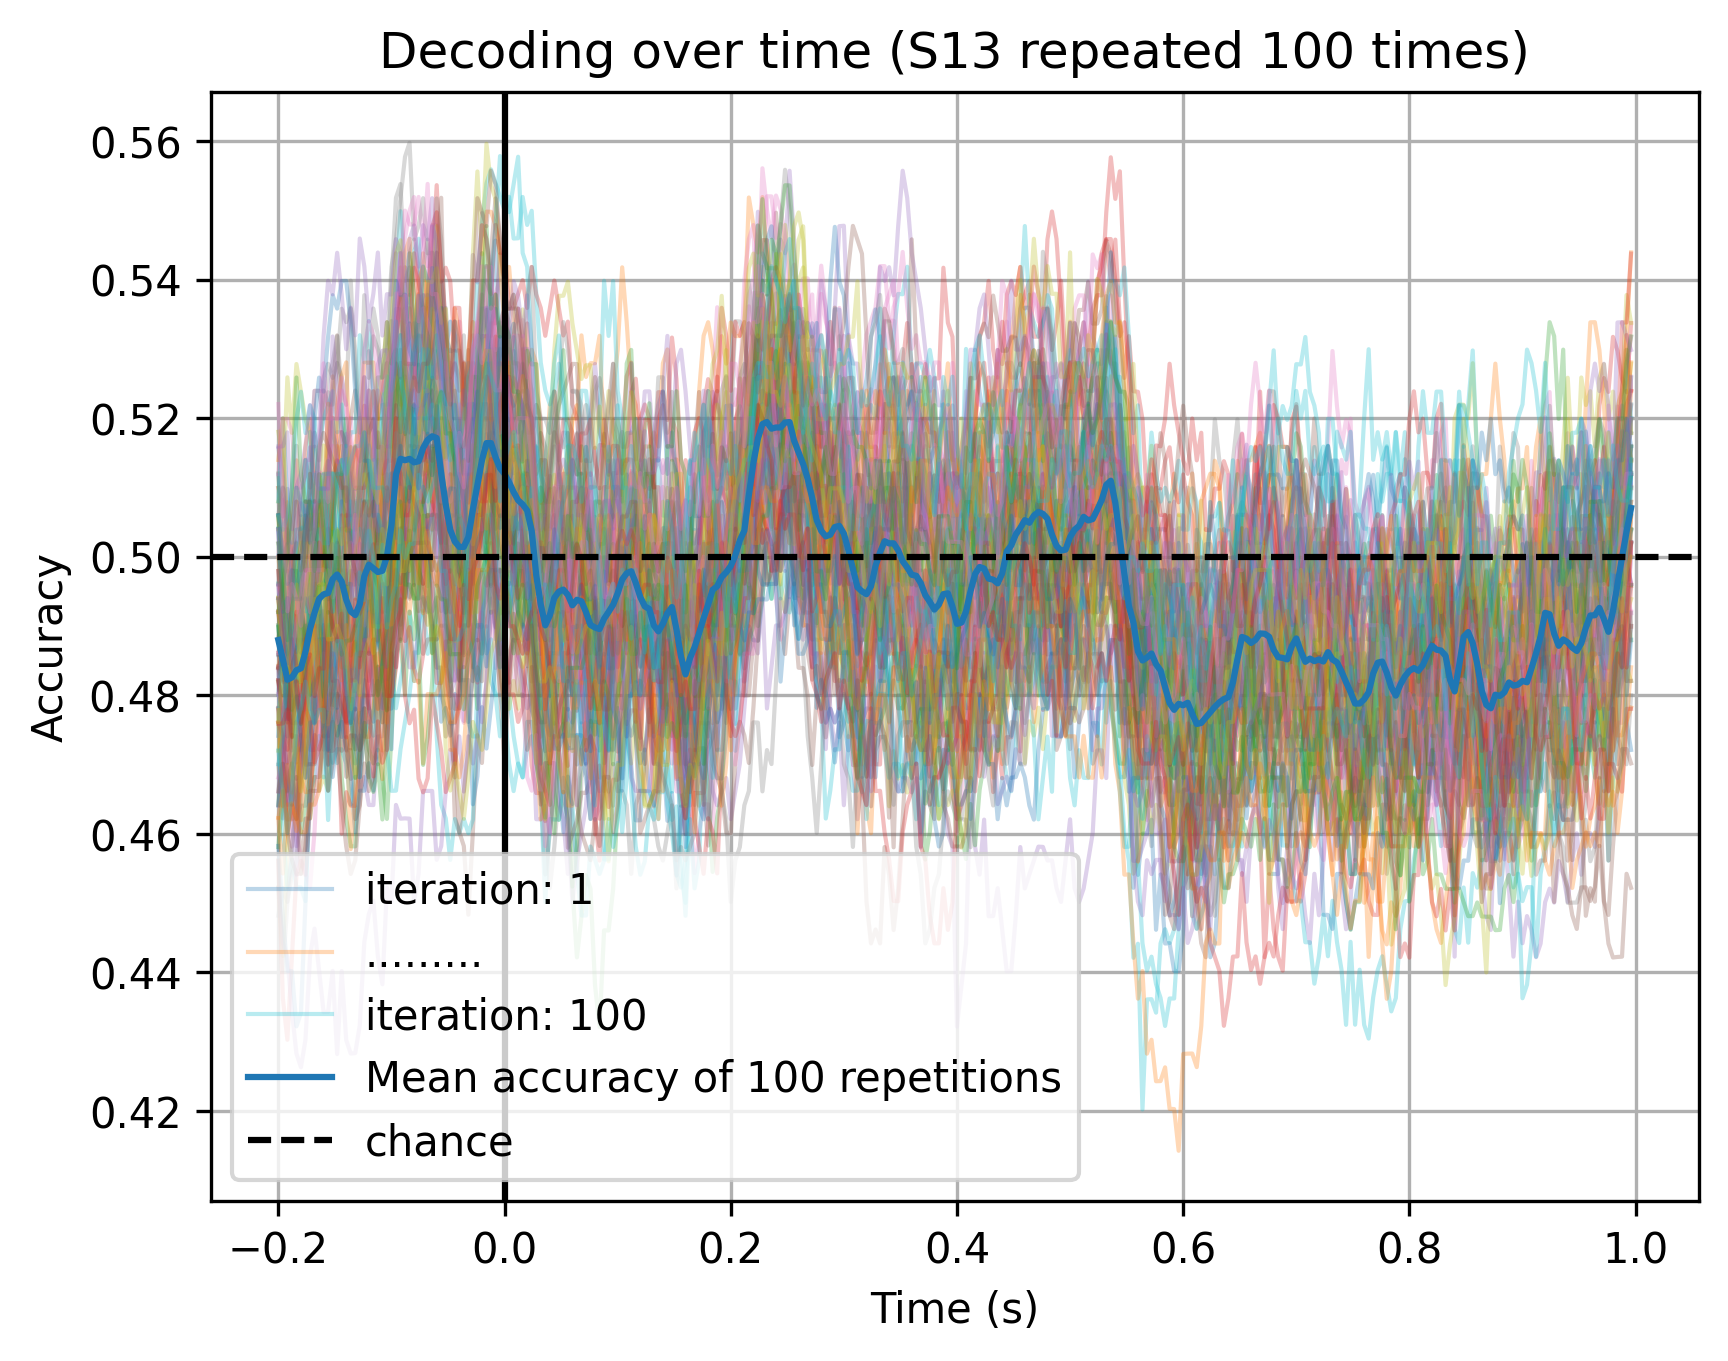 Decoding over time (S13 repeated 100 times)
Accuracy
0.56
0.54
0.52
0.50
0.48
0.46
0.44
0.42
iteration: 1
.........
iteration: 100
Mean accuracy of 100 repetitions
chance
−0.2 0.0 0.2 0.4 0.6 0.8 1.0
Time (s)